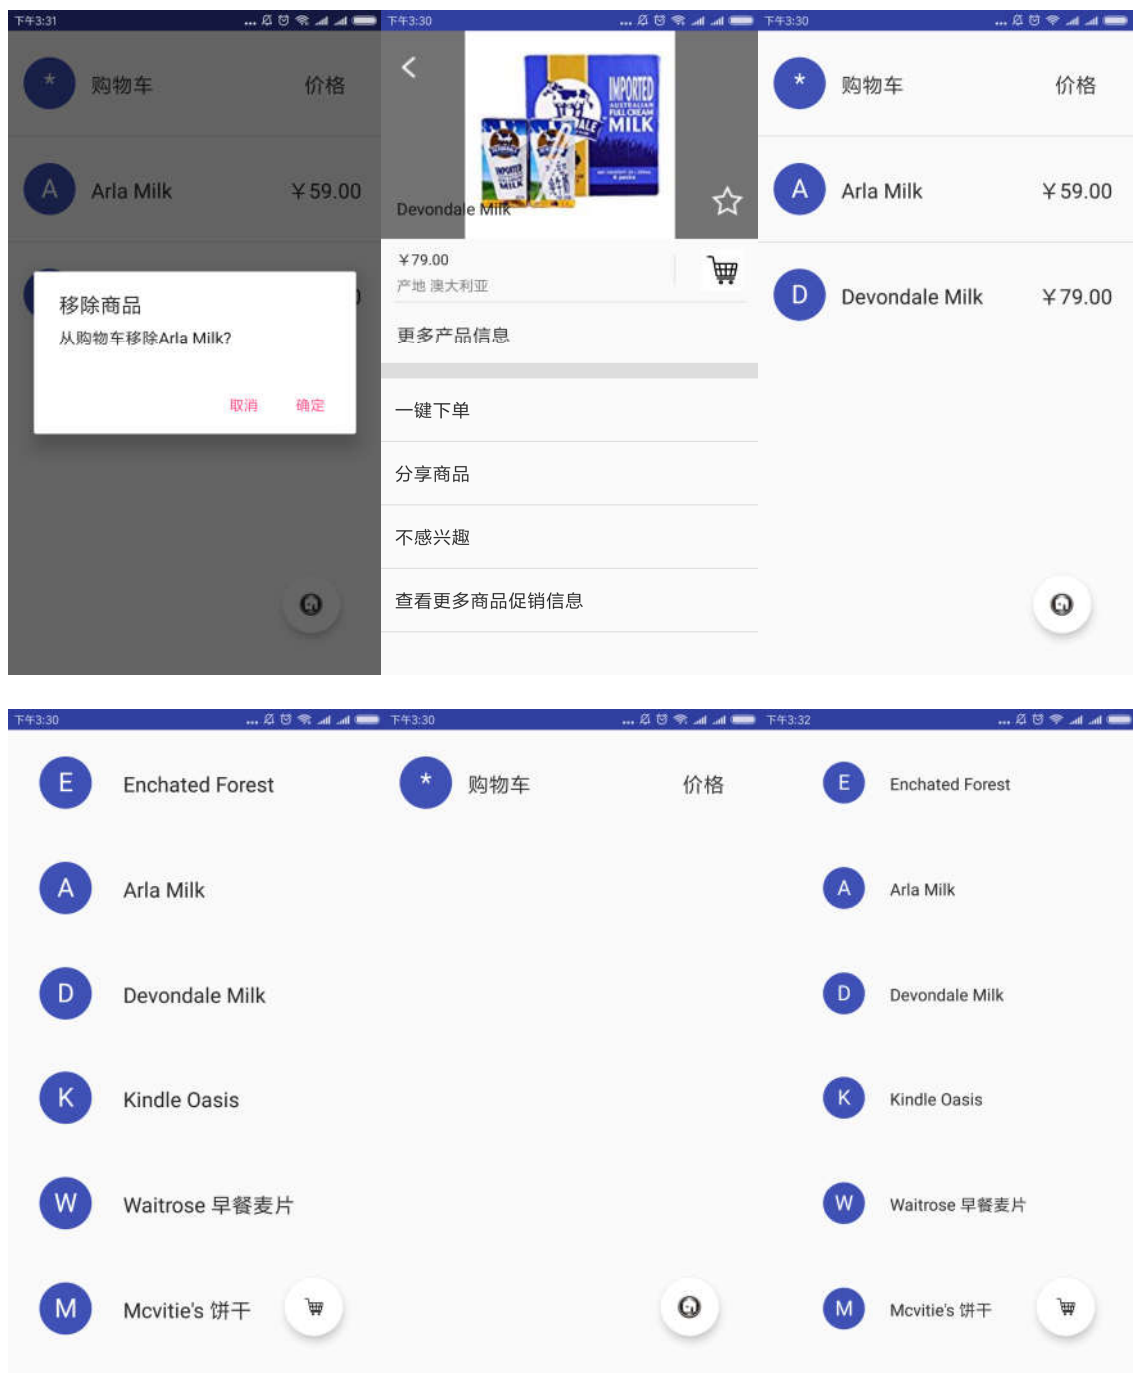 下午3:31
* 购物车 价格
A Arla Milk ￥59.00
移除商品
从购物车移除Arla Milk?
取消 确定
下午3:30
IMPORTED
AUSTRALIAN
FULL CREAM
MILK
Devondale Milk
￥79.00
产地 澳大利亚
更多产品信息
一键下单
分享商品
不感兴趣
查看更多商品促销信息
下午3:30
* 购物车 价格
A Arla Milk ￥59.00
D Devondale Milk ￥79.00
下午3:30
E Enchated Forest
A Arla Milk
D Devondale Milk
K Kindle Oasis
W Waitrose 早餐麦片
M Mcvitie's 饼干
下午3:30
* 购物车 价格
下午3:32
E Enchated Forest
A Arla Milk
D Devondale Milk
K Kindle Oasis
W Waitrose 早餐麦片
M Mcvitie's 饼干